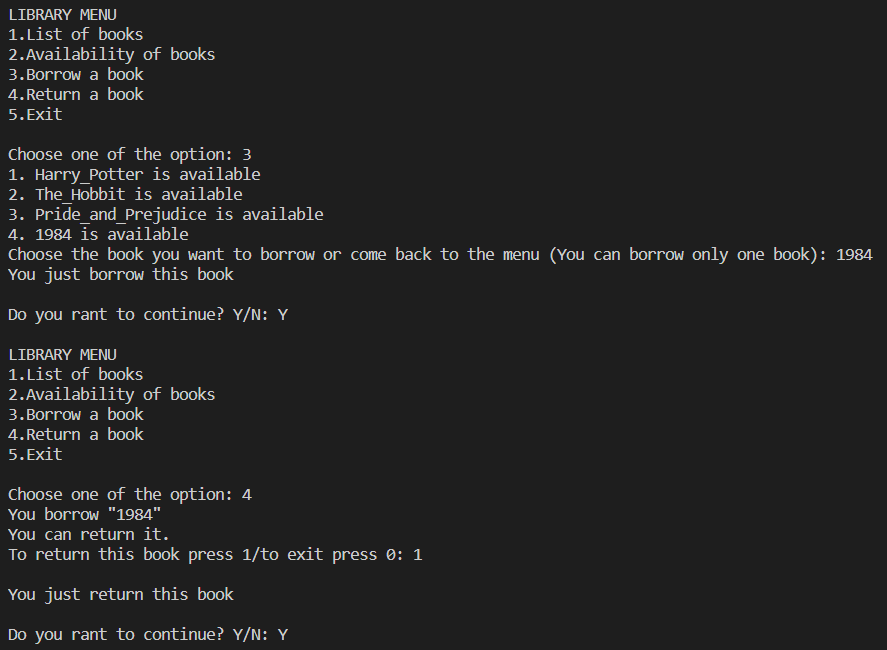 LIBRARY MENU
1.List of books
2.Availability of books
3.Borrow a book
4.Return a book
5.Exit
Choose one of the option: 3
1. Harry_Potter is available
2. The_Hobbit is available
3. Pride_and_Prejudice is available
4. 1984 is available
Choose the book you want to borrow or come back to the menu (You can borrow only one book): 1984
You just borrow this book
Do you rant to continue? Y/N: Y
LIBRARY MENU
1.List of books
2.Availability of books
3.Borrow a book
4.Return a book
5.Exit
Choose one of the option: 4
You borrow "1984"
You can return it.
To return this book press 1/to exit press 0: 1
You just return this book
Do you rant to continue? Y/N: Y